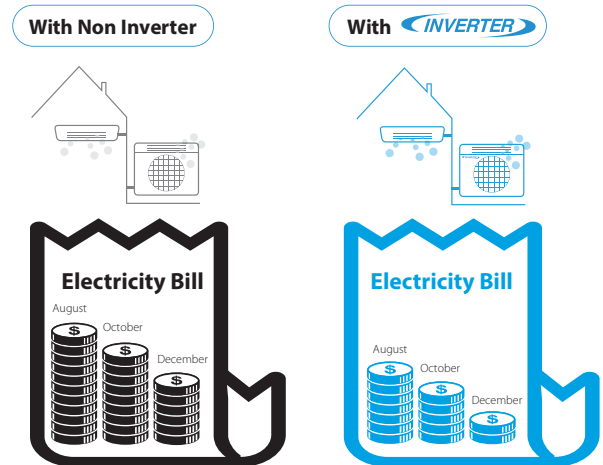 With Non Inverter
With INVERTER
Electricity Bill
August
October
December
$
$
$
Electricity Bill
August
October
December
$
$
$